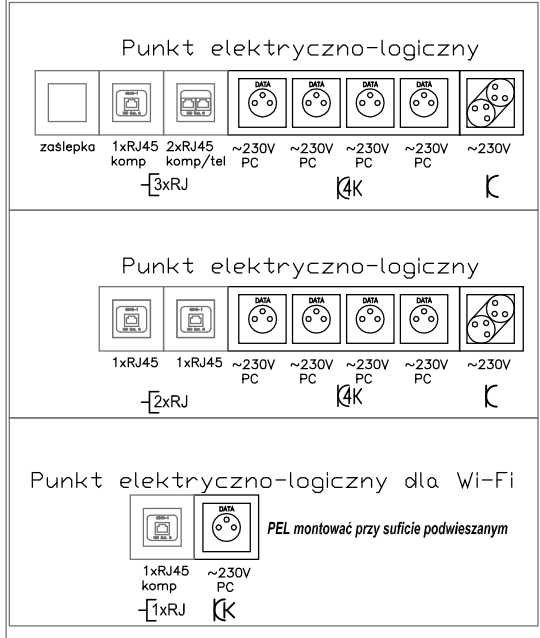 Punkt elektryczno-logiczny
DATA DATA DATA DATA
zaślepka 1xRJ45 2xRJ45 ~230V ~230V ~230V ~230V ~230V
komp komp/tel PC PC PC PC
3xRJ 4K
Punkt elektryczno-logiczny
DATA DATA DATA DATA
1xRJ45 1xRJ45 ~230V ~230V ~230V ~230V ~230V
PC PC PC PC
2xRJ 4K
Punkt elektryczno-logiczny dla Wi-Fi
DATA
PEL montować przy suficie podwieszanym
1xRJ45 ~230V
komp PC
1xRJ K